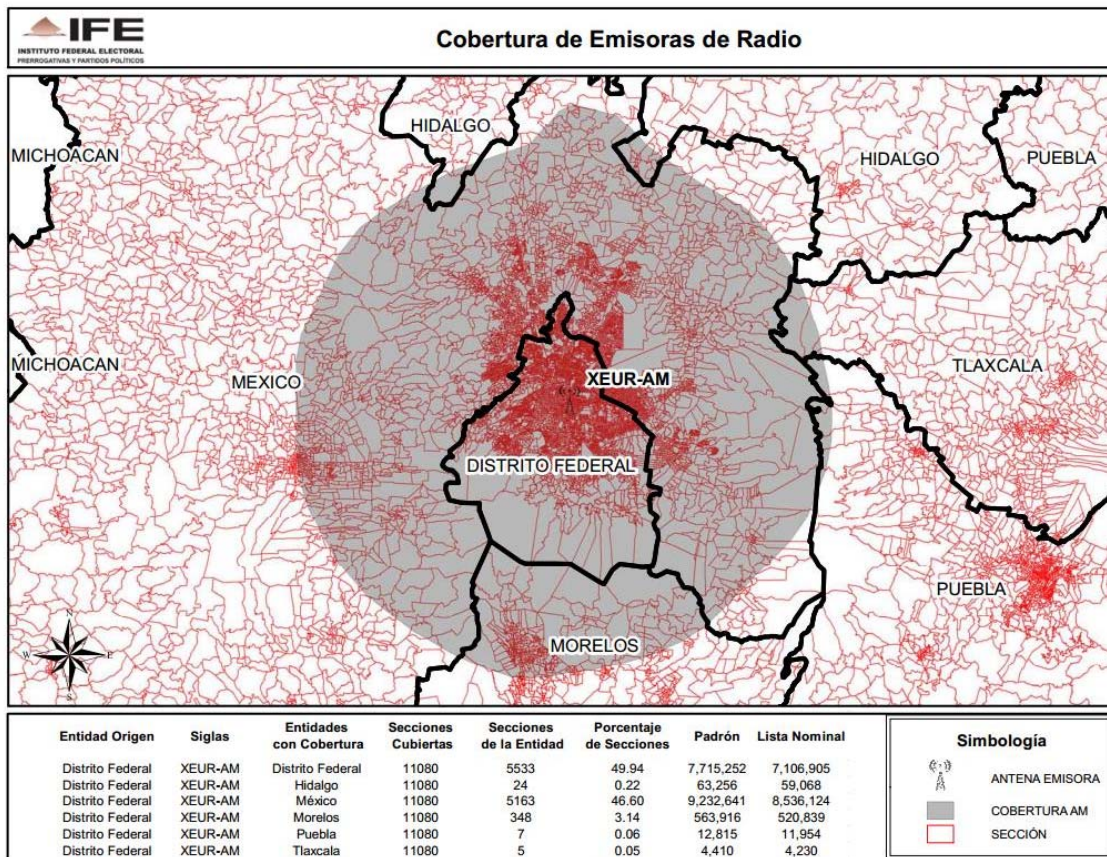 IFE
INSTITUTO FEDERAL ELECTORAL
PRERROGATIVAS Y PARTIDOS POLÍTICOS
Cobertura de Emisoras de Radio
HIDALGO
MICHOACAN
HIDALGO
PUEBLA
MICHOACAN
MEXICO
XEUR-AM
TLAXCALA
DISTRITO FEDERAL
PUEBLA
MORELOS
N
W E
S
Entidad Origen Siglas Entidades con Cobertura Secciones Cubiertas Secciones de la Entidad Porcentaje de Secciones Padrón Lista Nominal
Distrito Federal XEUR-AM Distrito Federal 11080 5533 49.94 7,715,252 7,106,905
Distrito Federal XEUR-AM Hidalgo 11080 24 0.22 63,256 59,068
Distrito Federal XEUR-AM México 11080 5163 46.60 9,232,641 8,536,124
Distrito Federal XEUR-AM Morelos 11080 348 3.14 563,916 520,839
Distrito Federal XEUR-AM Puebla 11080 7 0.06 12,815 11,954
Distrito Federal XEUR-AM Tlaxcala 11080 5 0.05 4,410 4,230
Simbología
ANTENA EMISORA
COBERTURA AM
SECCIÓN